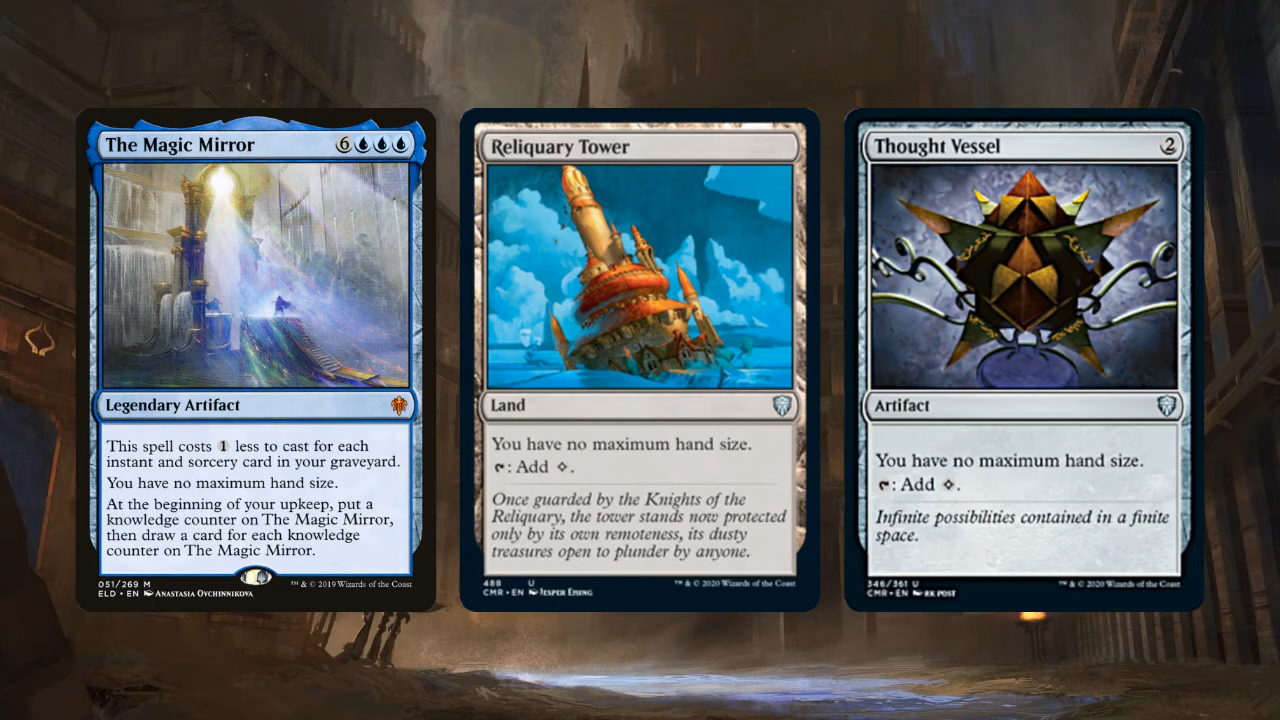 The Magic Mirror 6
Legendary Artifact
This spell costs 1 less to cast for each
instant and sorcery card in your graveyard.
You have no maximum hand size.
At the beginning of your upkeep, put a
knowledge counter on The Magic Mirror,
then draw a card for each knowledge
counter on The Magic Mirror.
051/269 M
ELD • EN ANASTASIA OVCHINNIKOVA
™ & © 2019 Wizards of the Coast
Reliquary Tower
Land
You have no maximum hand size.
: Add .
Once guarded by the Knights of the
Reliquary, the tower stands now protected
only by its own remoteness, its dusty
treasures open to plunder by anyone.
488 U
CMR • EN JESPER EJSING
™ & © 2020 Wizards of the Coast
Thought Vessel 2
Artifact
You have no maximum hand size.
: Add .
Infinite possibilities contained in a finite
space.
346/361 U
CMR • EN RK POST
™ & © 2020 Wizards of the Coast